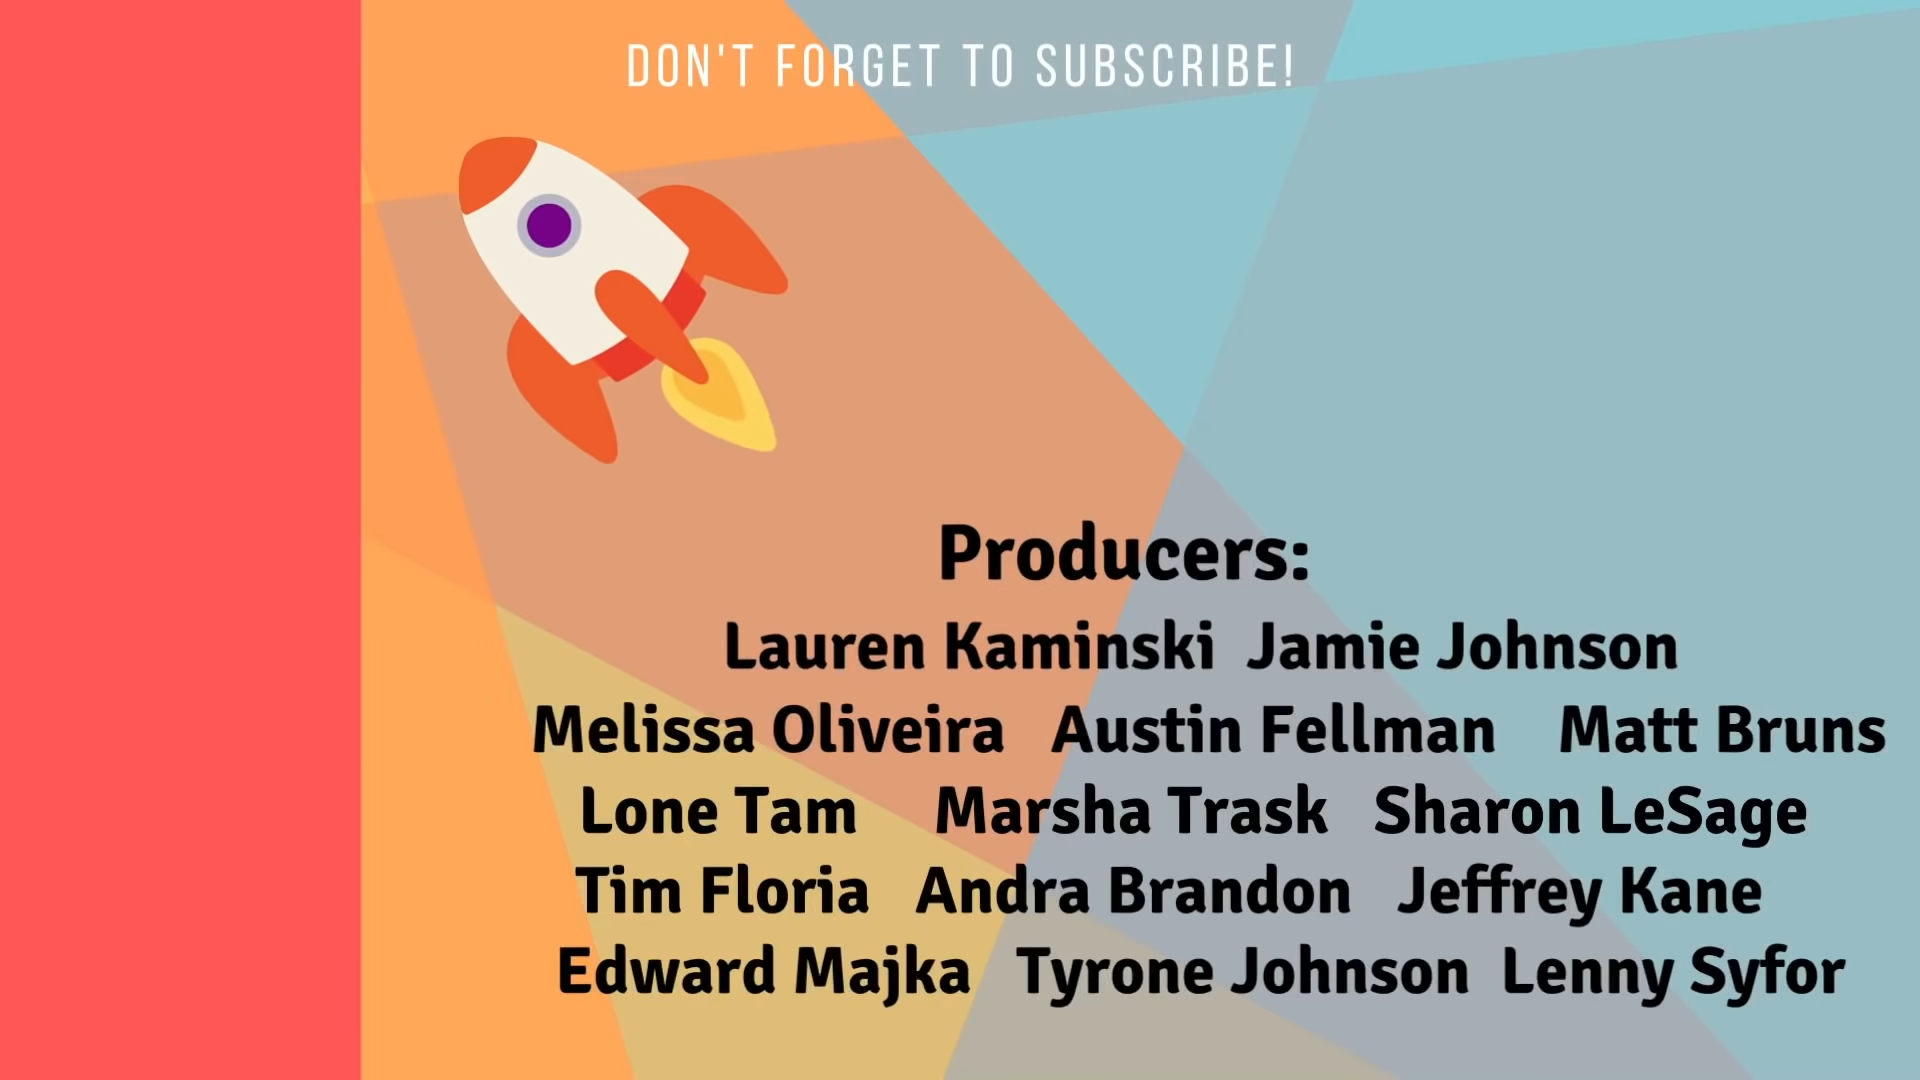 DON'T FORGET TO SUBSCRIBE!
Producers:
Lauren Kaminski Jamie Johnson
Melissa Oliveira Austin Fellman Matt Bruns
Lone Tam Marsha Trask Sharon LeSage
Tim Floria Andra Brandon Jeffrey Kane
Edward Majka Tyrone Johnson Lenny Syfor